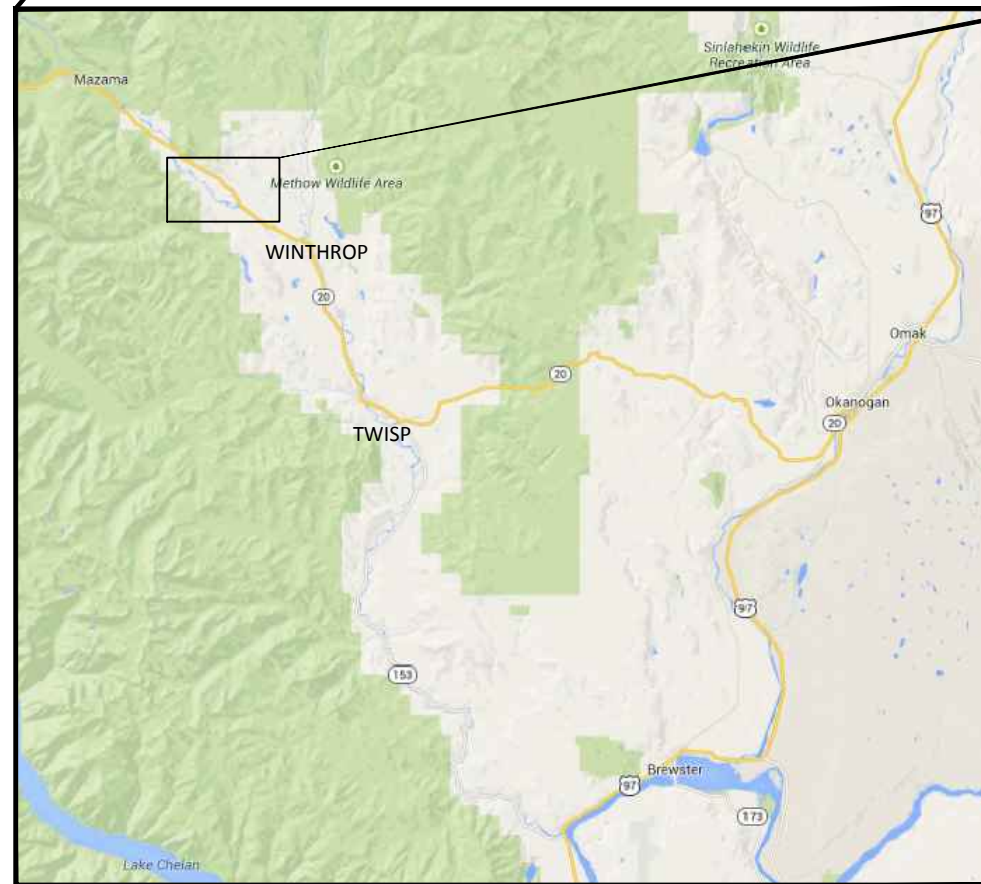 Sinlahekin Wildlife
Recreation Area
Mazama
Methow Wildlife Area
97
WINTHROP
20
Omak
20
Okanogan
20
TWISP
97
153
Brewster
97
173
Lake Chelan